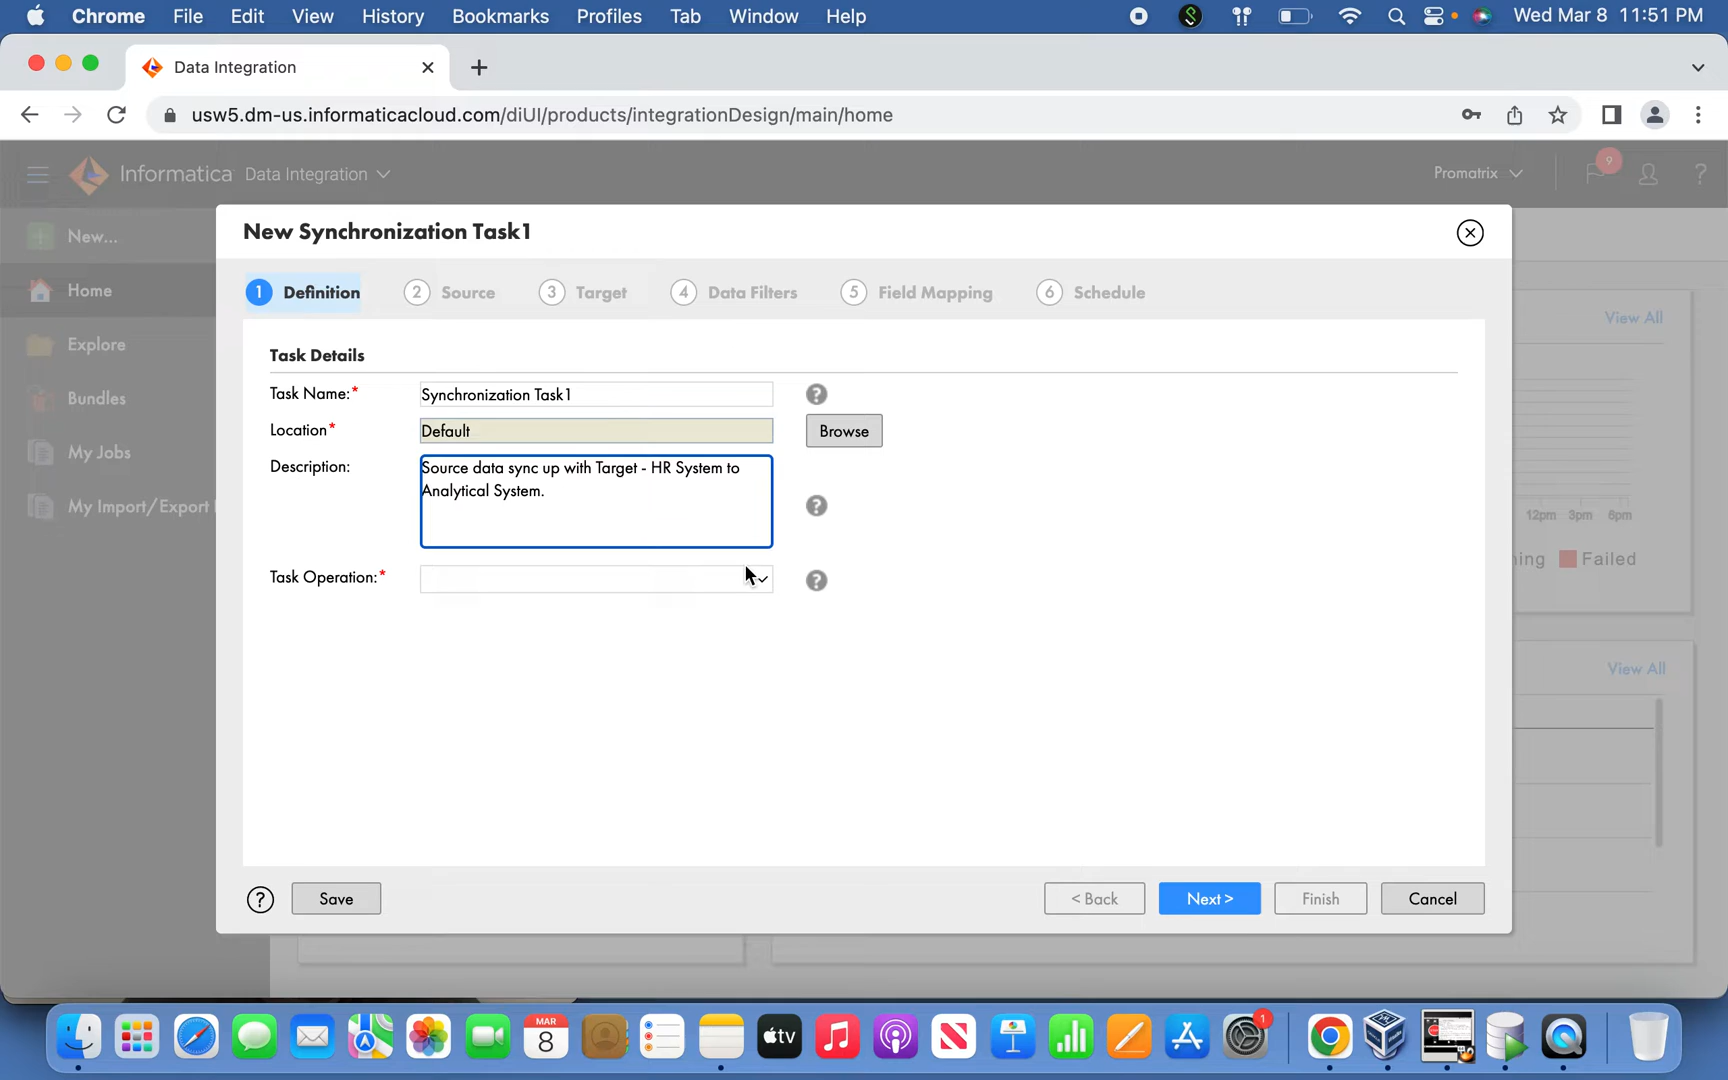 Chrome File Edit View History Bookmarks Profiles Tab Window Help Wed Mar 8 11:51 PM
Data Integration
usw5.dm-us.informaticacloud.com/diUI/products/integrationDesign/main/home
Informatica Data Integration Promatrix 9 ?
New...
Home
Explore
Bundles
My Jobs
My Import/Export
New Synchronization Task1
1 Definition 2 Source 3 Target 4 Data Filters 5 Field Mapping 6 Schedule
View All
Task Details
Task Name:* Synchronization Task1 ?
Location* Default Browse
Description: Source data sync up with Target - HR System to
Analytical System.
?
12pm 3pm 6pm
Failed
Task Operation:* ?
View All
? Save < Back Next > Finish Cancel
MAR
8
tv
1